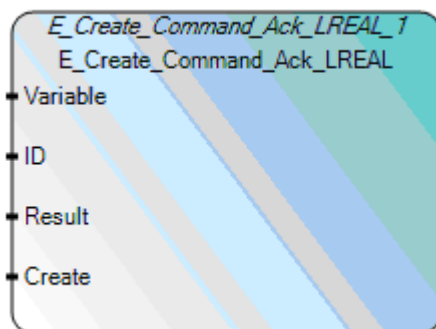 E_Create_Command_Ack_LREAL_1
E_Create_Command_Ack_LREAL
Variable
ID
Result
Create